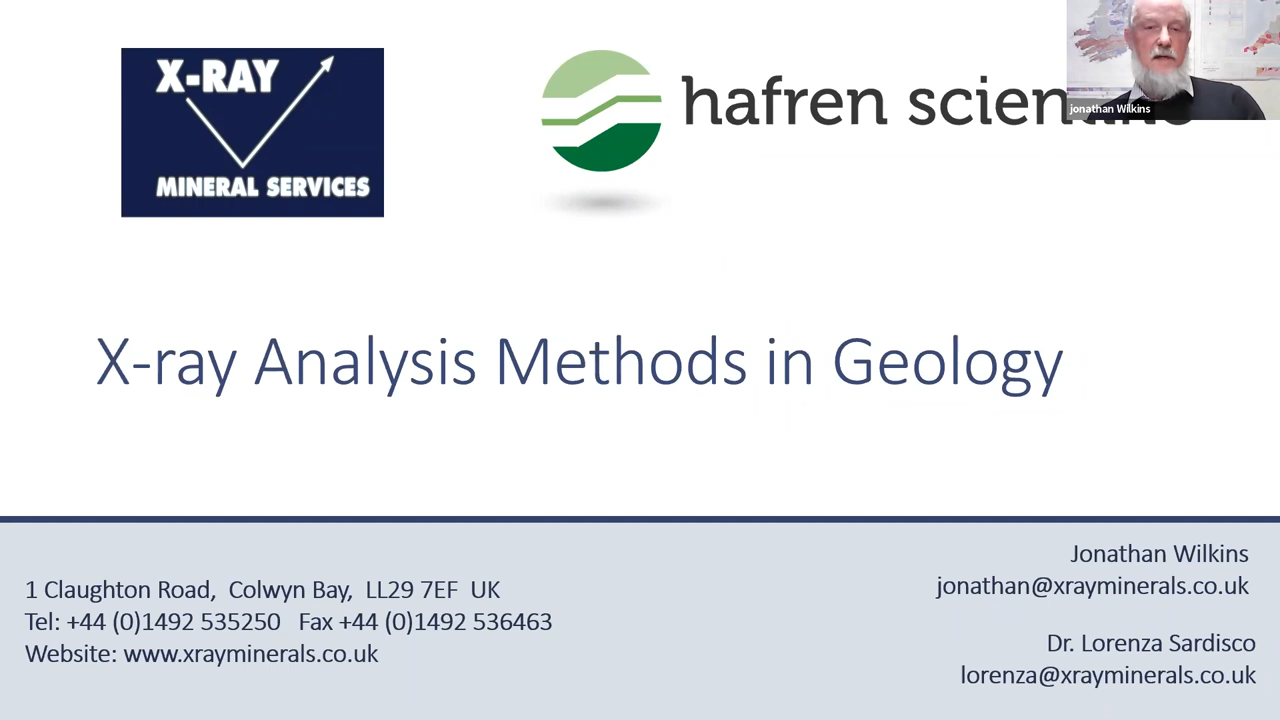 X-RAY
MINERAL SERVICES
hafren
jonathan Wilkins
X-ray Analysis Methods in Geology
1 Claughton Road, Colwyn Bay, LL29 7EF UK
Tel: +44 (0)1492 535250 Fax +44 (0)1492 536463
Website: www.xrayminerals.co.uk
Jonathan Wilkins
jonathan@xrayminerals.co.uk
Dr. Lorenza Sardisco
lorenza@xrayminerals.co.uk